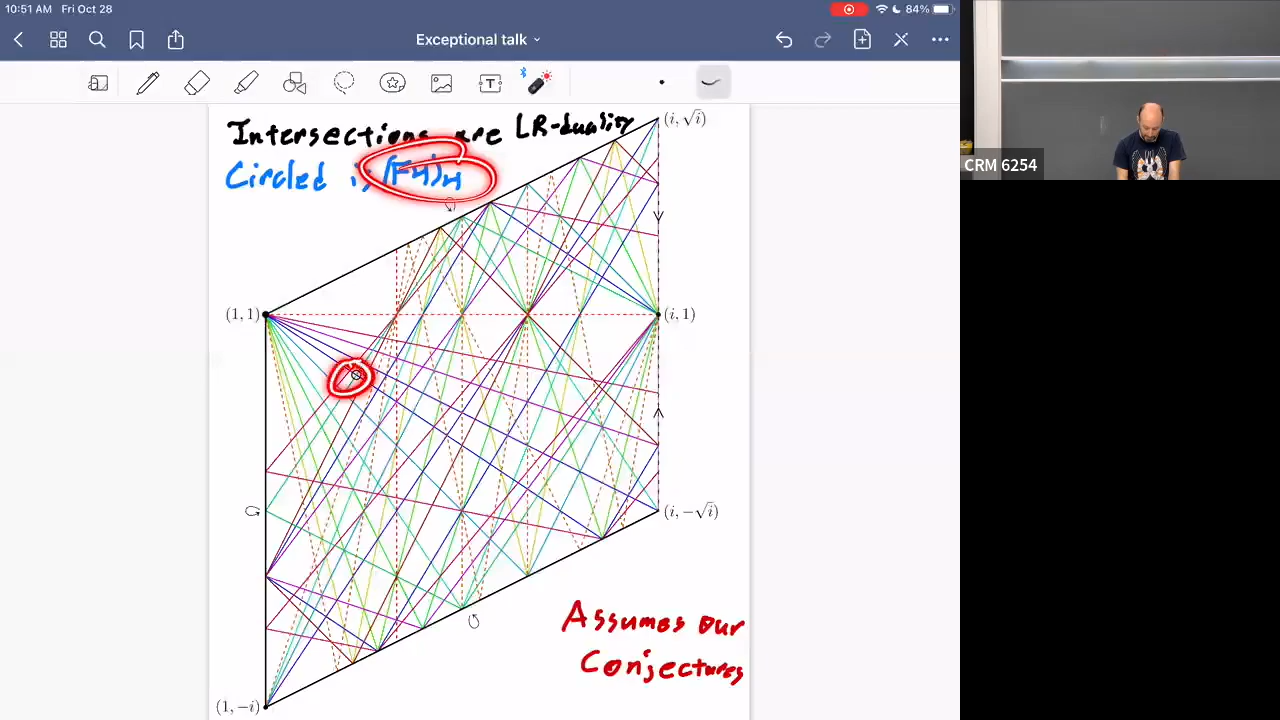 10:51 AM Fri Oct 28
84%
Exceptional talk
Intersections are LR-duality
Circled is (F4)4
(i, √i)
(1, 1)
(i, 1)
(i, −√i)
Assumes our
Conjectures
(1, −i)
CRM 6254